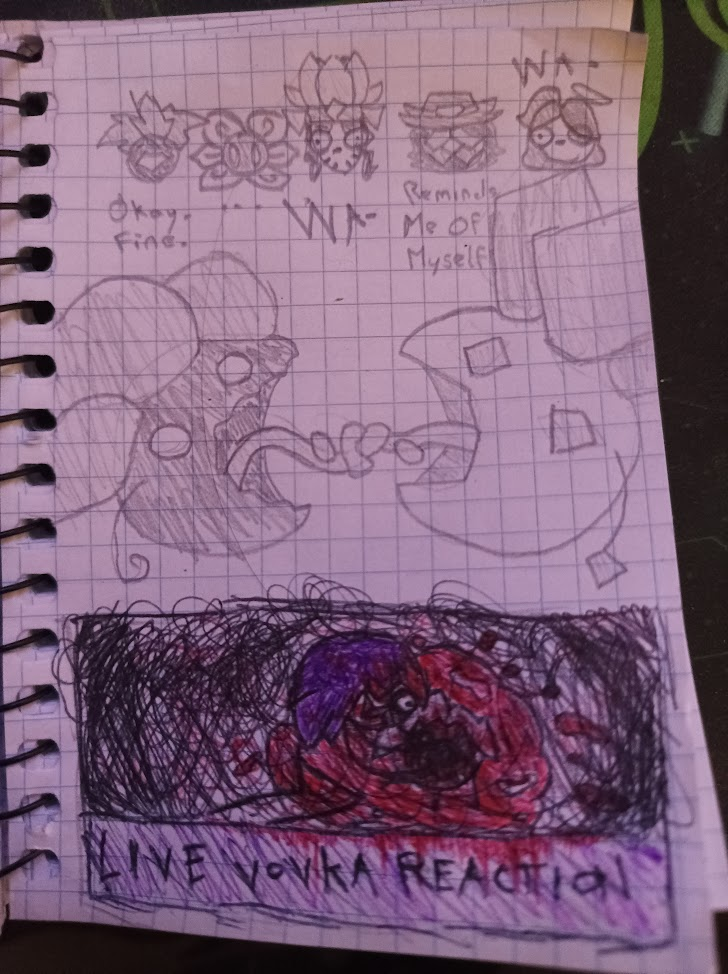 WA-
Okay.
Fine.
...
WA-
Reminds
Me Of
Myself
LIVE VOVKA REACTION